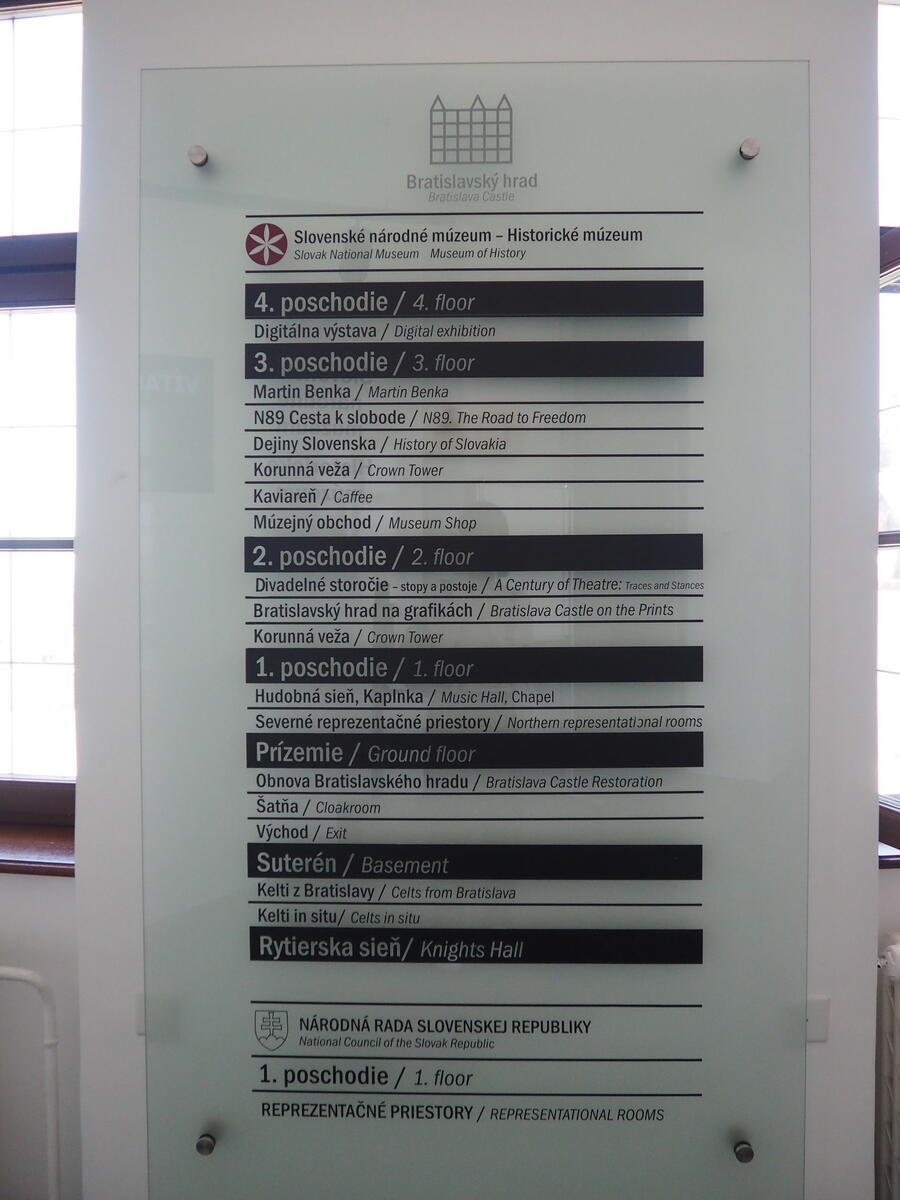 Bratislavský hrad
Bratislava Castle
Slovenské národné múzeum – Historické múzeum
Slovak National Museum Museum of History
4. poschodie / 4. floor
Digitálna výstava / Digital exhibition
3. poschodie / 3. floor
Martin Benka / Martin Benka
N89 Cesta k slobode / N89. The Road to Freedom
Dejiny Slovenska / History of Slovakia
Korunná veža / Crown Tower
Kaviareň / Caffee
Múzejný obchod / Museum Shop
2. poschodie / 2. floor
Divadelné storočie – stopy a postoje / A Century of Theatre: Traces and Stances
Bratislavský hrad na grafikách / Bratislava Castle on the Prints
Korunná veža / Crown Tower
1. poschodie / 1. floor
Hudobná sieň, Kaplnka / Music Hall, Chapel
Severné reprezentačné priestory / Northern representational rooms
Prízemie / Ground floor
Obnova Bratislavského hradu / Bratislava Castle Restoration
Šatňa / Cloakroom
Východ / Exit
Suterén / Basement
Kelti z Bratislavy / Celts from Bratislava
Kelti in situ/ Celts in situ
Rytierska sieň/ Knights Hall
NÁRODNÁ RADA SLOVENSKEJ REPUBLIKY
National Council of the Slovak Republic
1. poschodie / 1. floor
REPREZENTAČNÉ PRIESTORY / REPRESENTATIONAL ROOMS